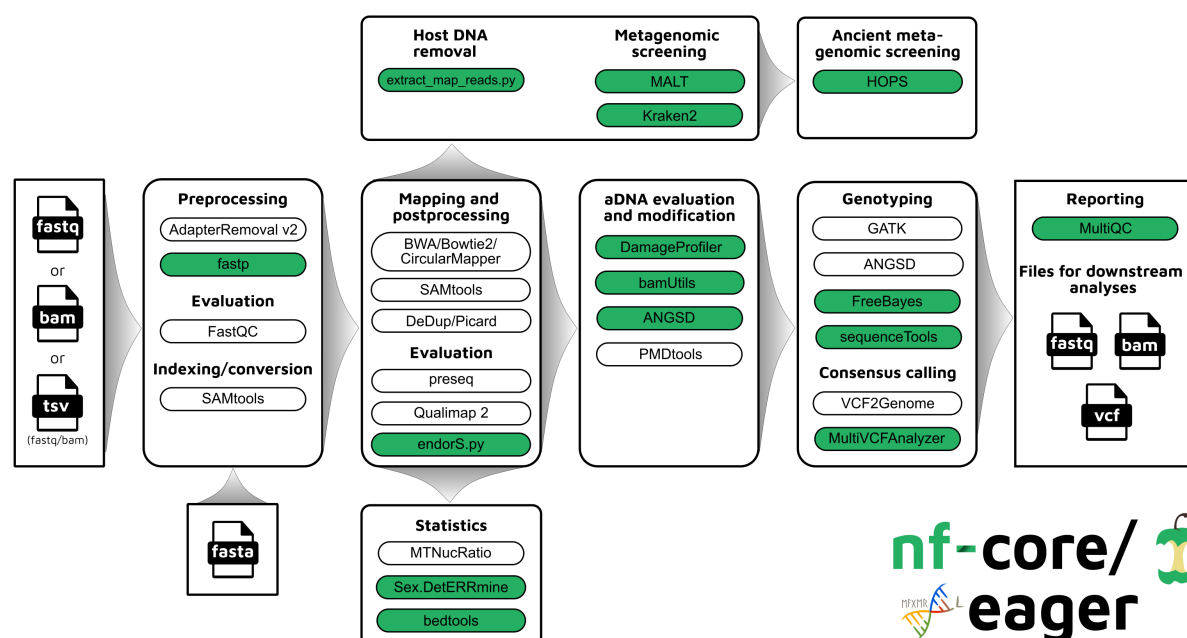 Host DNA
removal
extract_map_reads.py
Metagenomic
screening
MALT
Kraken2
Ancient meta-
genomic screening
HOPS
fastq
or
bam
or
tsv
(fastq/bam)
Preprocessing
AdapterRemoval v2
fastp
Evaluation
FastQC
Indexing/conversion
SAMtools
fasta
Mapping and
postprocessing
BWA/Bowtie2/
CircularMapper
SAMtools
DeDup/Picard
Evaluation
preseq
Qualimap 2
endorS.py
Statistics
MTNucRatio
Sex.DetERRmine
bedtools
aDNA evaluation
and modification
DamageProfiler
bamUtils
ANGSD
PMDtools
Genotyping
GATK
ANGSD
FreeBayes
sequenceTools
Consensus calling
VCF2Genome
MultiVCFAnalyzer
Reporting
MultiQC
Files for downstream
analyses
fastq
bam
vcf
nf-core/
eager